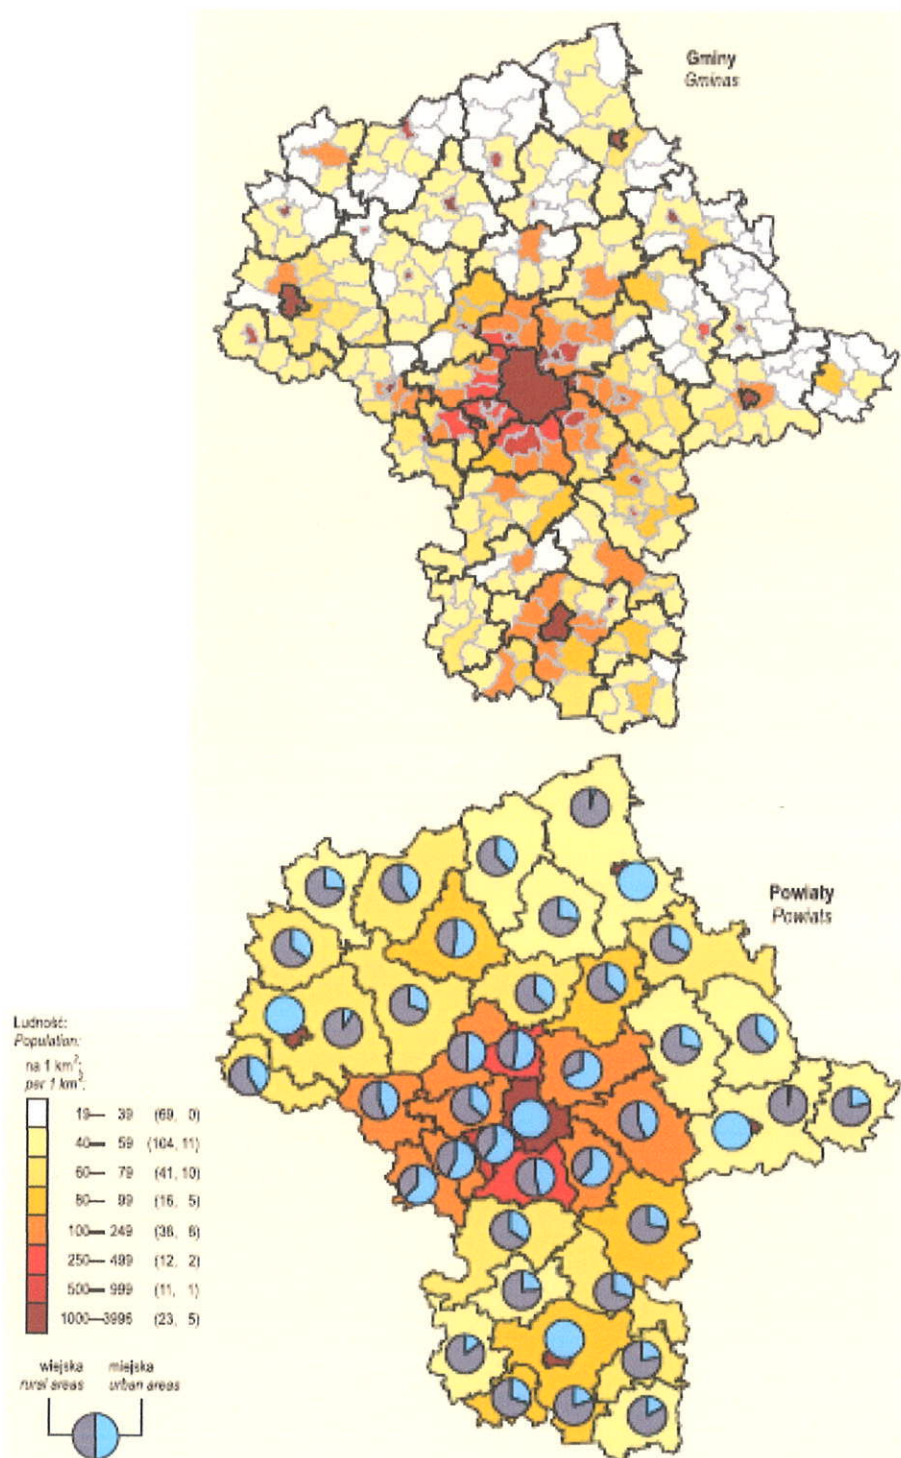 Gminy
Gminas
Powiaty
Powiats
Ludność:
Population:
na 1 km²:
per 1 km²:
19— 39 (69, 0)
40— 59 (104, 11)
60— 79 (41, 10)
80— 99 (16, 5)
100— 249 (38, 8)
250— 499 (12, 2)
500— 999 (11, 1)
1000—3996 (23, 5)
wiejska miejska
rural areas urban areas